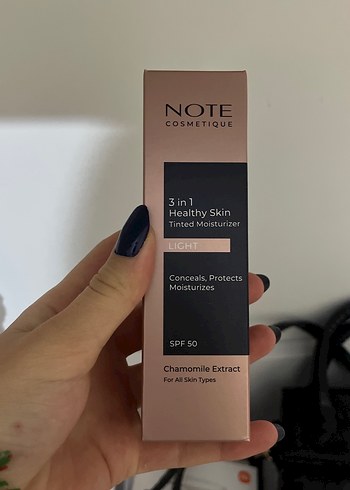 NOTE
COSMETIQUE
3 in 1
Healthy Skin
Tinted Moisturizer
LIGHT
Conceals, Protects
Moisturizes
SPF 50
Chamomile Extract
For All Skin Types